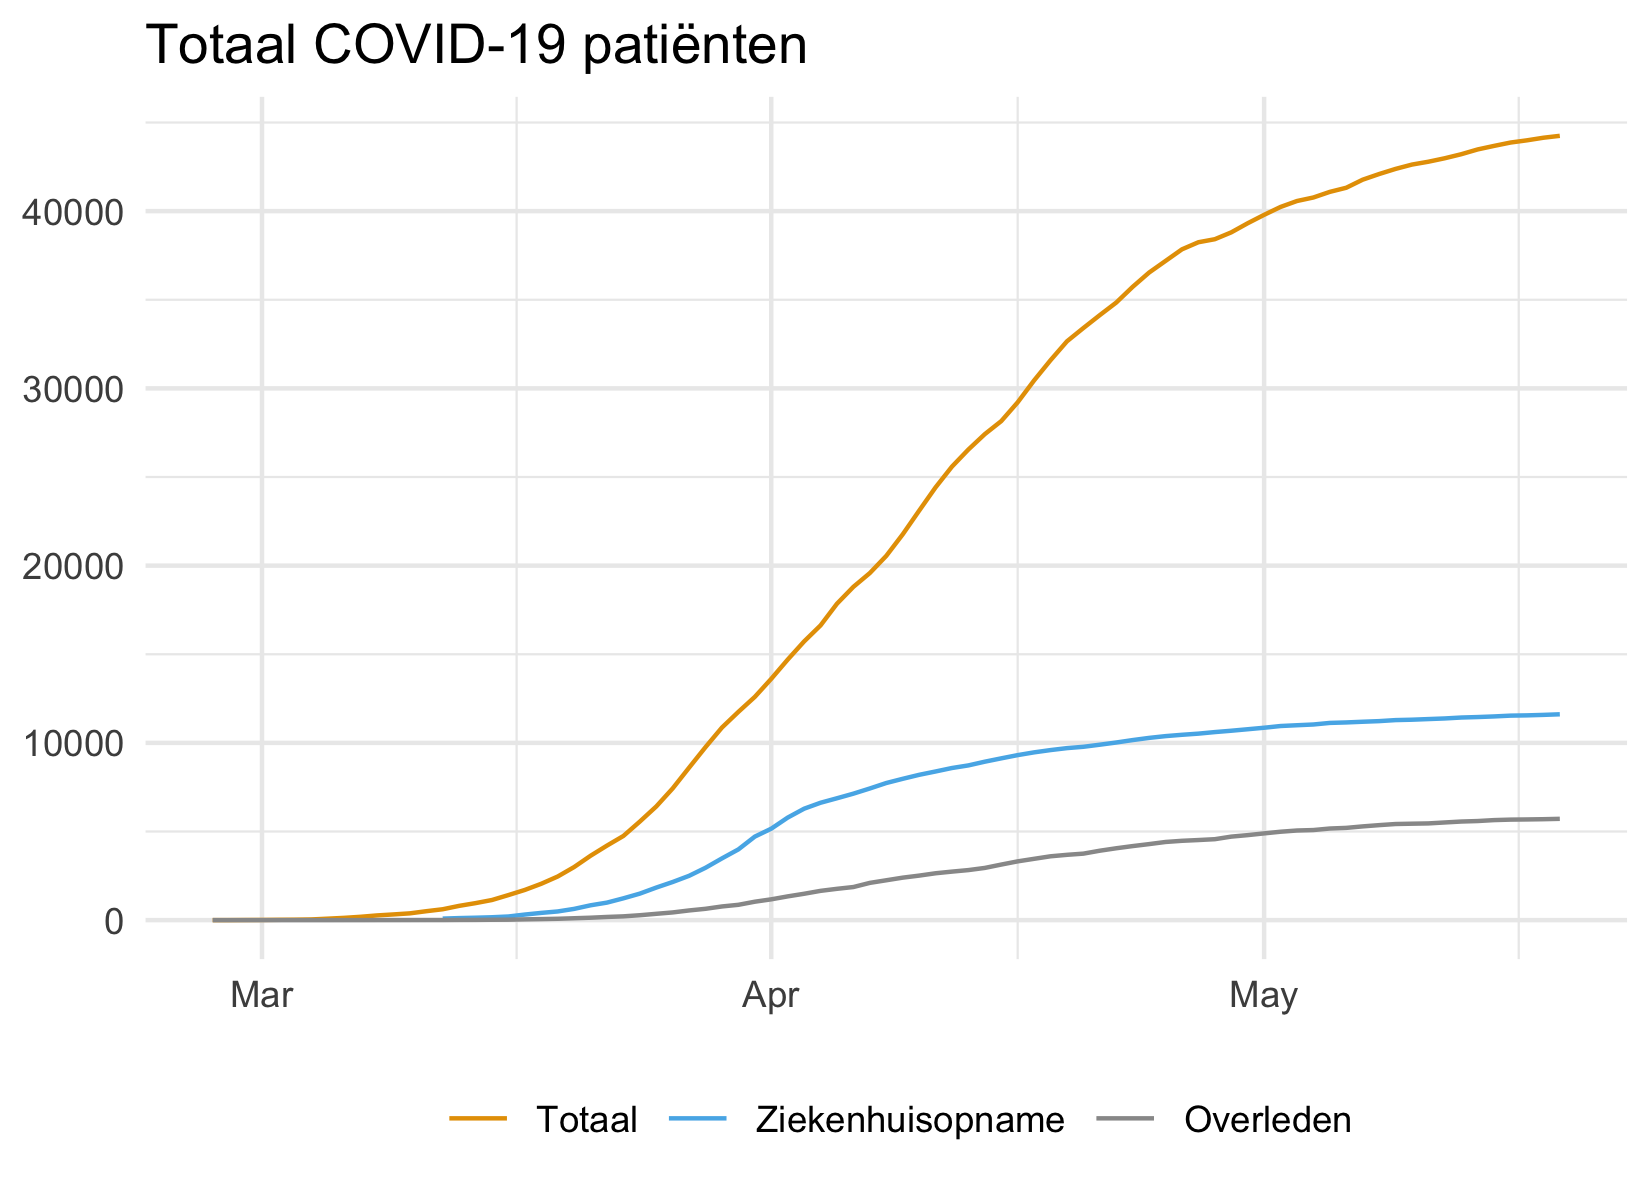 Totaal COVID-19 patiënten
40000
30000
20000
10000
0
Mar Apr May
Totaal Ziekenhuisopname Overleden